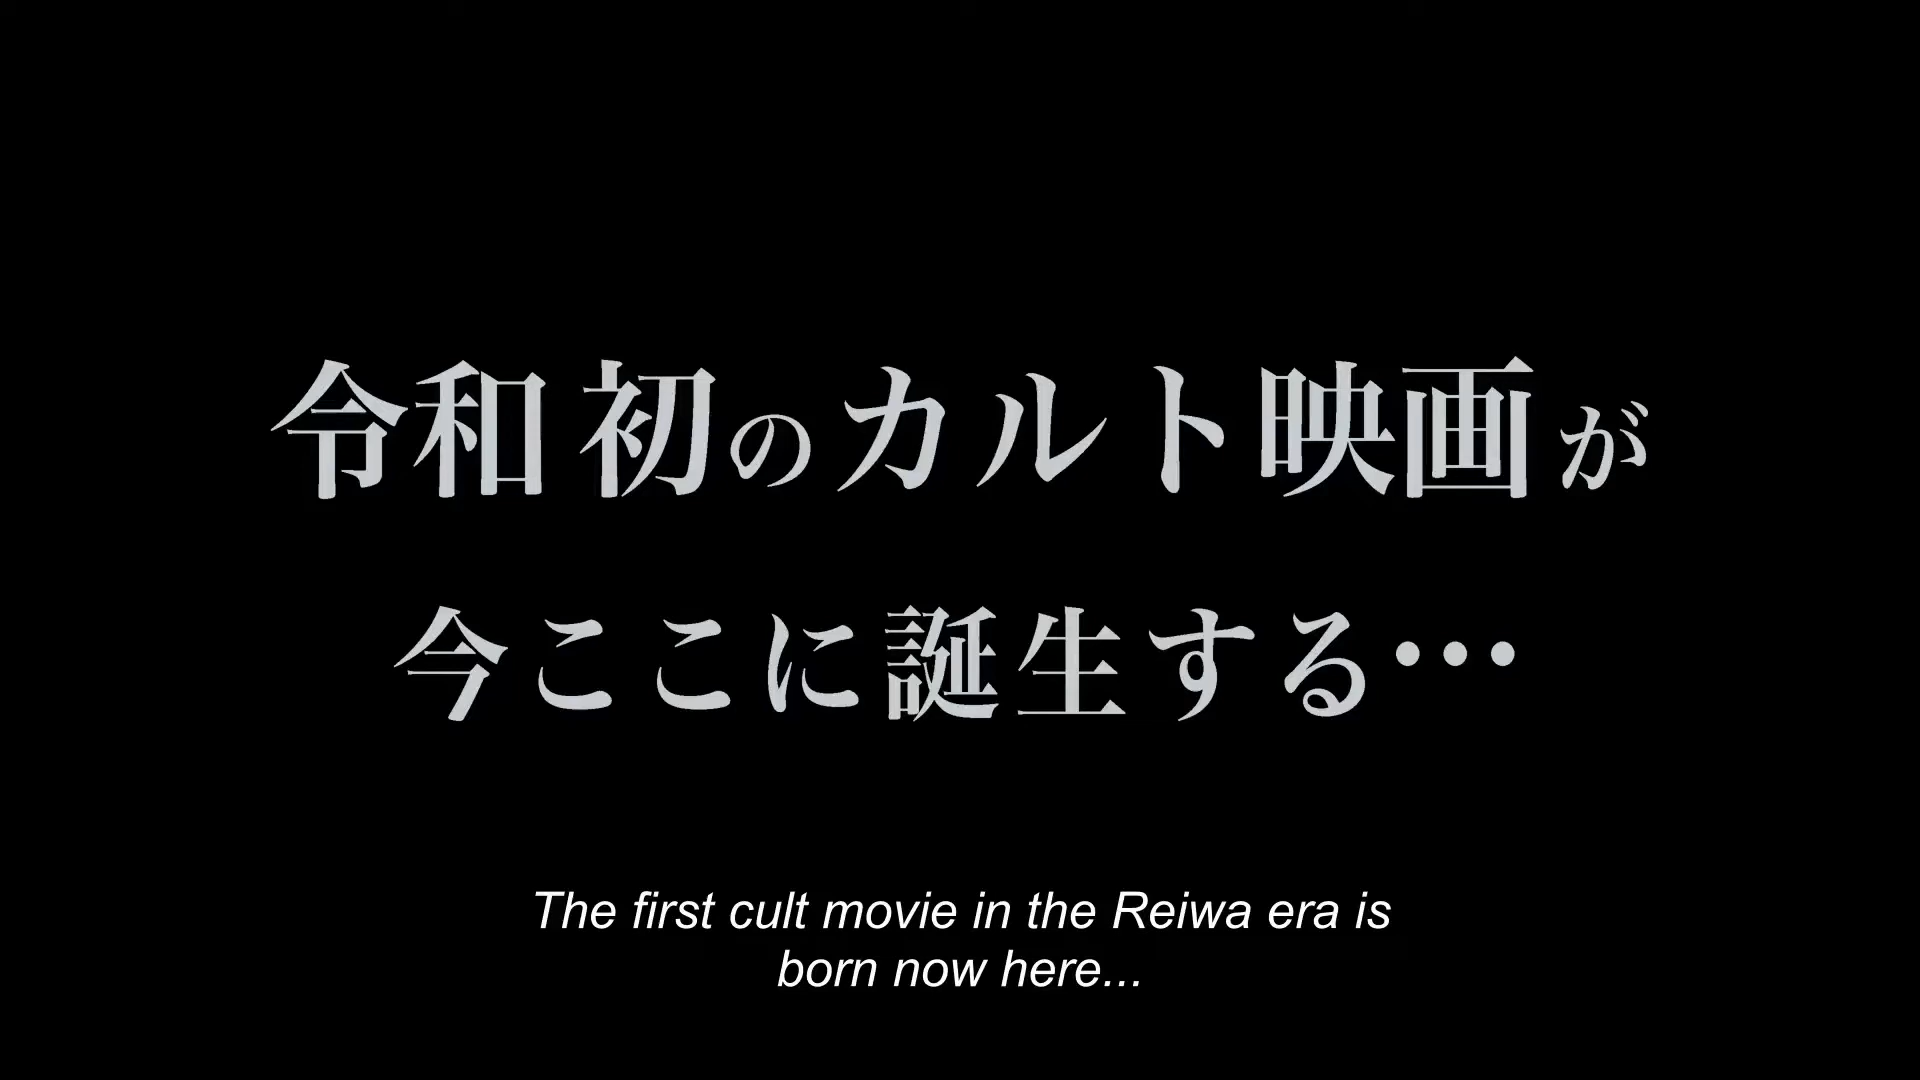 令和初のカルト映画が
今ここに誕生する…
The first cult movie in the Reiwa era is
born now here...